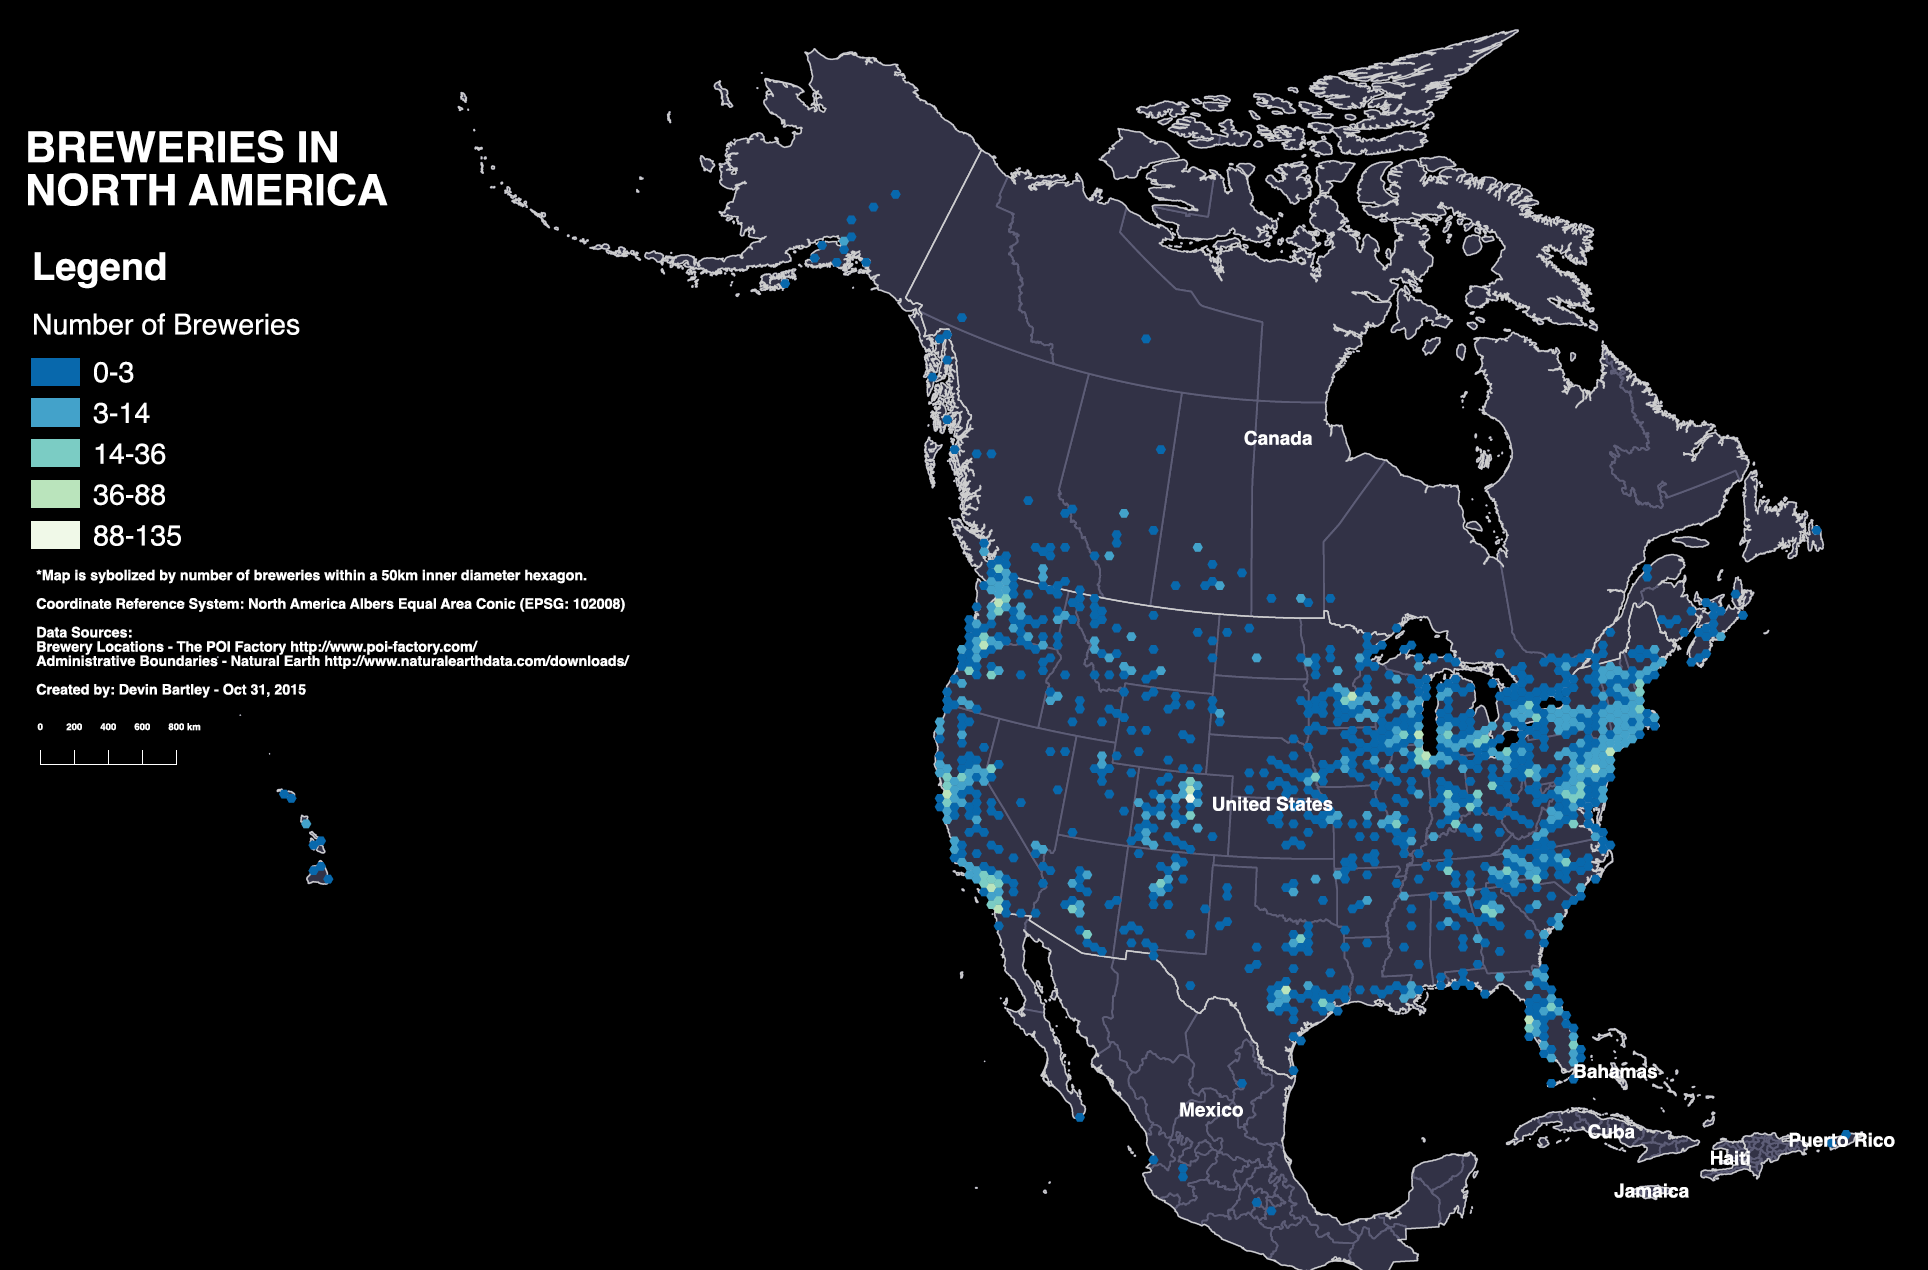 BREWERIES IN
NORTH AMERICA
Legend
Number of Breweries
0-3
3-14
14-36
36-88
88-135
*Map is sybolized by number of breweries within a 50km inner diameter hexagon.
Coordinate Reference System: North America Albers Equal Area Conic (EPSG: 102008)
Data Sources:
Brewery Locations - The POI Factory http://www.poi-factory.com/
Administrative Boundaries - Natural Earth http://www.naturalearthdata.com/downloads/
Created by: Devin Bartley - Oct 31, 2015
0 200 400 600 800 km
Canada
United States
Mexico
Bahamas
Cuba
Puerto Rico
Haiti
Jamaica